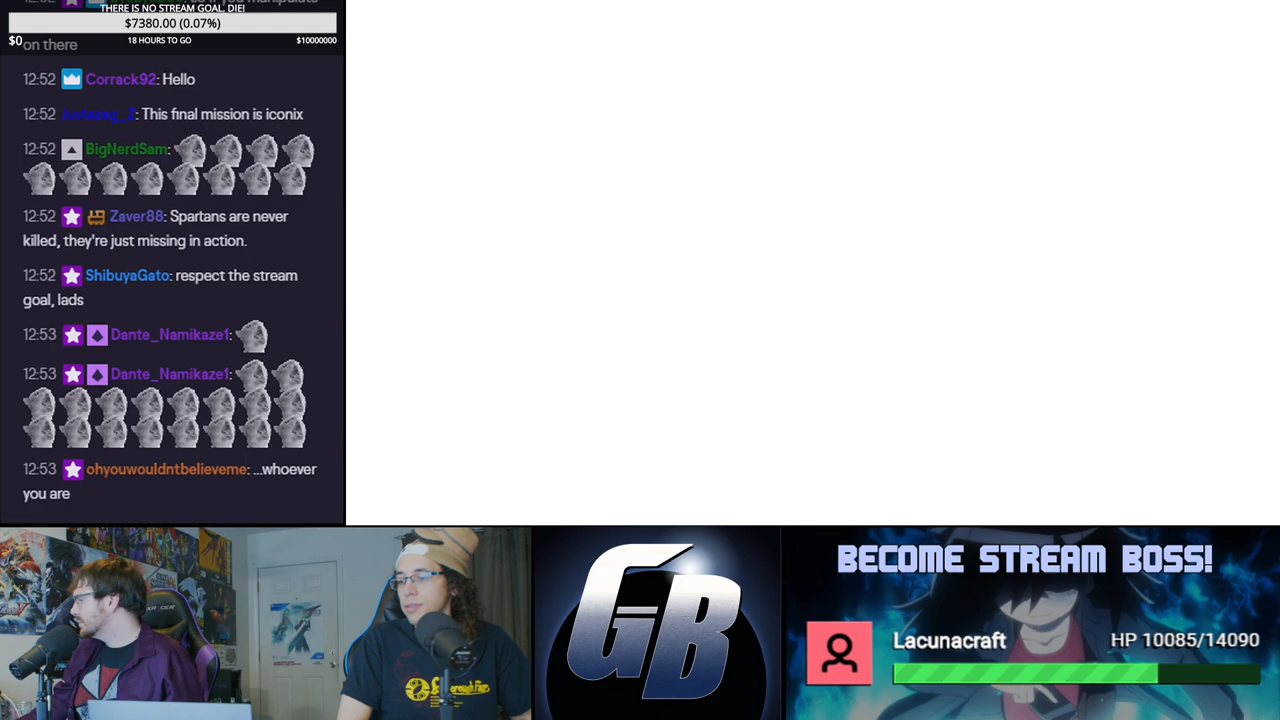 THERE IS NO STREAM GOAL, DIE!
$7380.00 (0.07%)
$0 18 HOURS TO GO $10000000
on there
12:52 Corrack92: Hello
12:52 : This final mission is iconix
12:52 BigNerdSam:
12:52 Zaver88: Spartans are never
killed, they're just missing in action.
12:52 ShibuyaGato: respect the stream
goal, lads
12:53 Dante_Namikaze1:
12:53 Dante_Namikaze1:
12:53 ohyouwouldntbelieveme: ...whoever
you are
GB
BECOME STREAM BOSS!
Lacunacraft HP 10085/14090